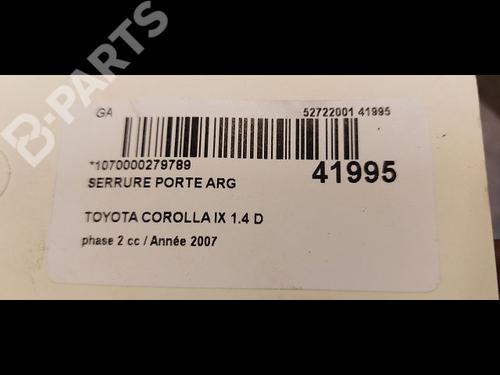 B-PARTS
GA 52722001 41995
*1070000279789 41995
SERRURE PORTE ARG
TOYOTA COROLLA IX 1.4 D
phase 2 cc / Année 2007